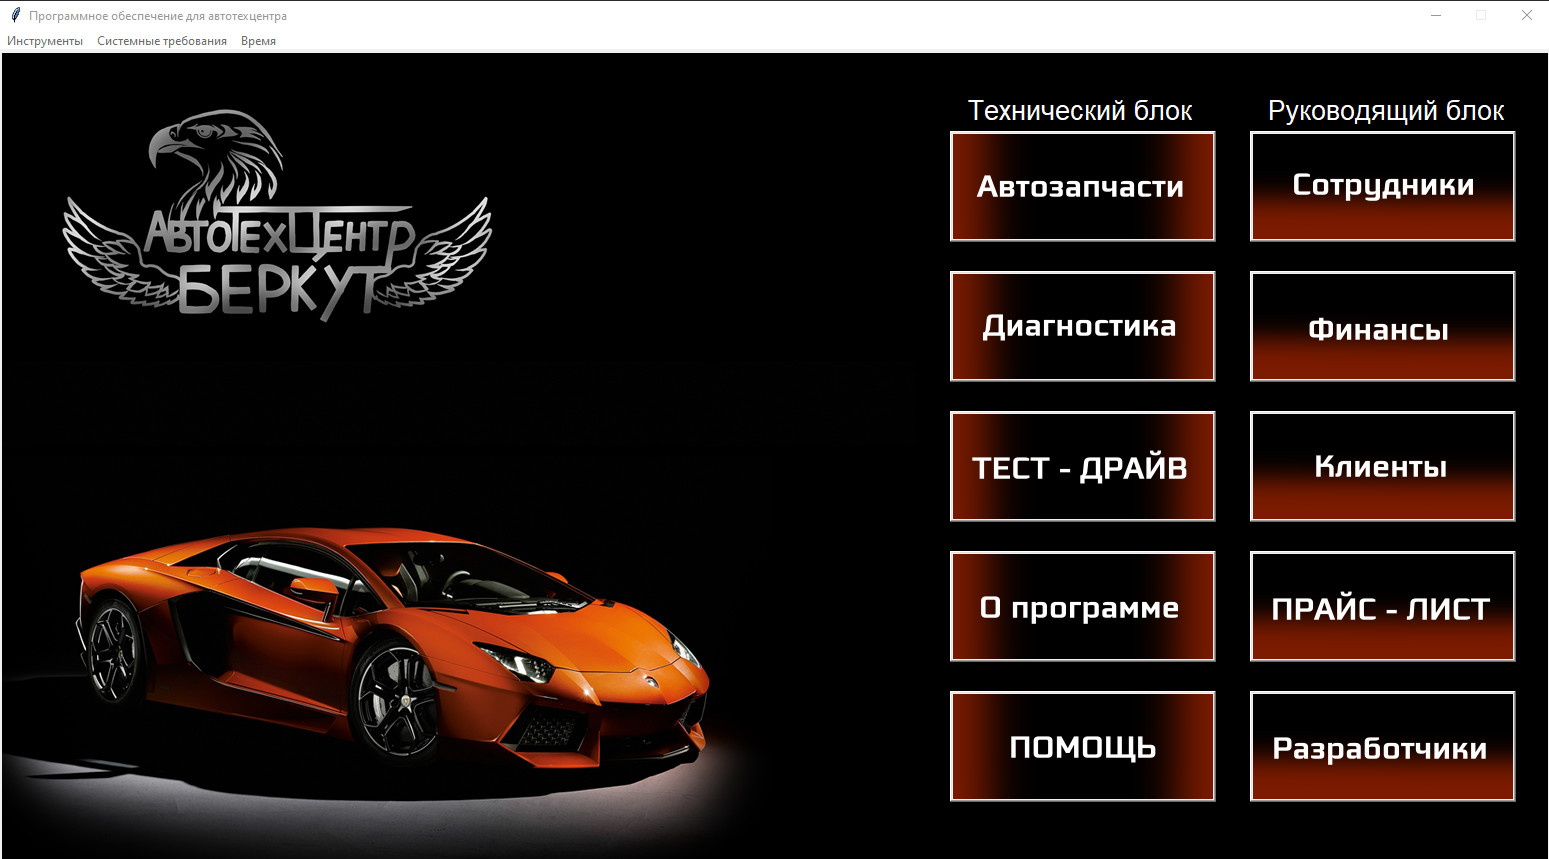 Программное обеспечение для автотехцентра
Инструменты Системные требования Время
АвтоТехЦентр
БЕРКУТ
Технический блок
Автозапчасти
Диагностика
ТЕСТ - ДРАЙВ
О программе
ПОМОЩЬ
Руководящий блок
Сотрудники
Финансы
Клиенты
ПРАЙС - ЛИСТ
Разработчики